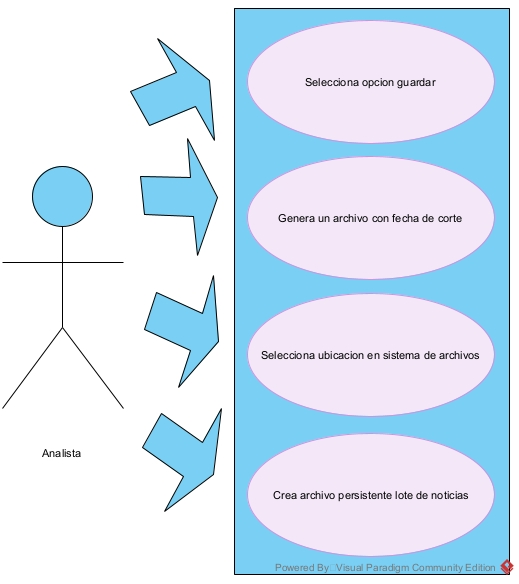 Selecciona opcion guardar
Genera un archivo con fecha de corte
Selecciona ubicacion en sistema de archivos
Analista
Crea archivo persistente lote de noticias
Powered By: Visual Paradigm Community Edition